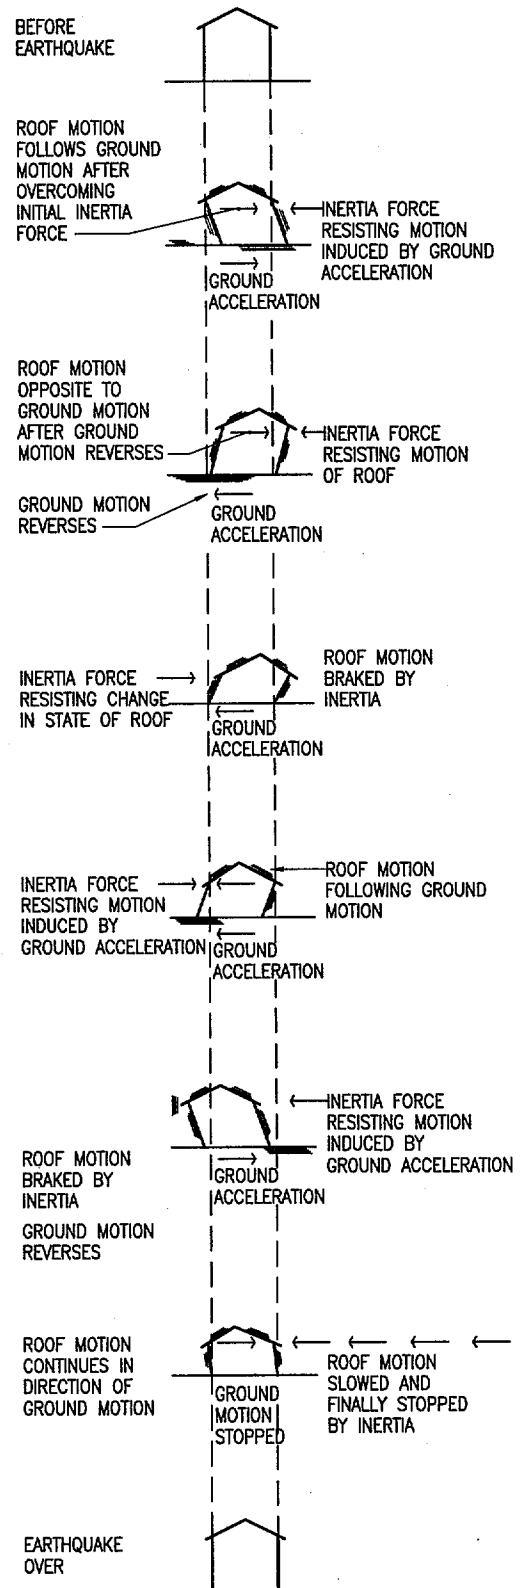 BEFORE
EARTHQUAKE
ROOF MOTION
FOLLOWS GROUND
MOTION AFTER
OVERCOMING
INITIAL INERTIA
FORCE
INERTIA FORCE
RESISTING MOTION
INDUCED BY GROUND
ACCELERATION
GROUND
ACCELERATION
ROOF MOTION
OPPOSITE TO
GROUND MOTION
AFTER GROUND
MOTION REVERSES
INERTIA FORCE
RESISTING MOTION
OF ROOF
GROUND MOTION
REVERSES
GROUND
ACCELERATION
INERTIA FORCE
RESISTING CHANGE
IN STATE OF ROOF
ROOF MOTION
BRAKED BY
INERTIA
GROUND
ACCELERATION
INERTIA FORCE
RESISTING MOTION
INDUCED BY
GROUND ACCELERATION
ROOF MOTION
FOLLOWING GROUND
MOTION
GROUND
ACCELERATION
INERTIA FORCE
RESISTING MOTION
INDUCED BY
GROUND ACCELERATION
ROOF MOTION
BRAKED BY
INERTIA
GROUND MOTION
REVERSES
GROUND
ACCELERATION
ROOF MOTION
CONTINUES IN
DIRECTION OF
GROUND MOTION
GROUND
MOTION
STOPPED
ROOF MOTION
SLOWED AND
FINALLY STOPPED
BY INERTIA
EARTHQUAKE
OVER